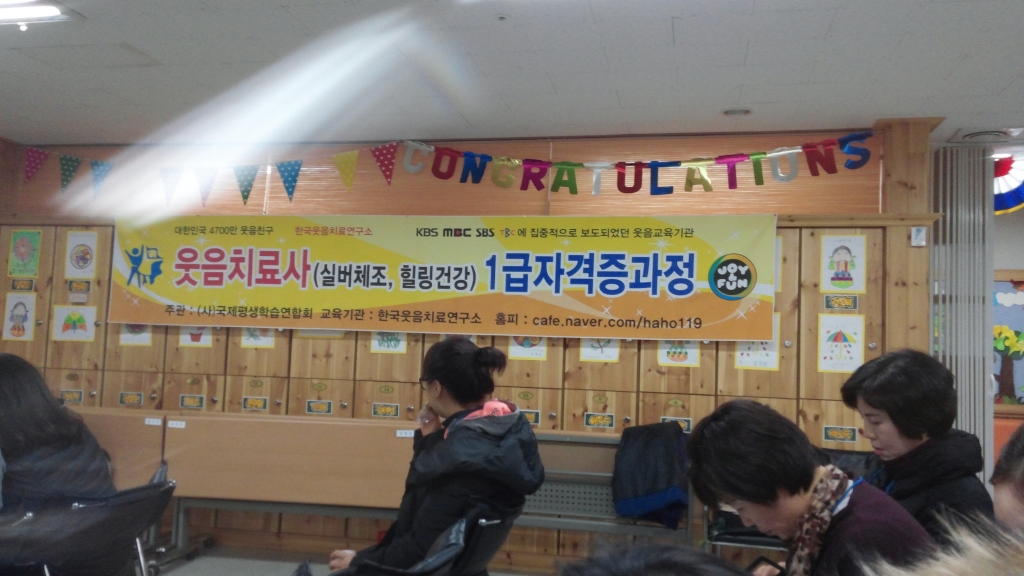 CONGRATULATIONS
대한민국 4700만 웃음친구 한국웃음치료연구소 KBS MBC SBS tbc 에 집중적으로 보도되었던 웃음교육기관
웃음치료사(실버체조, 힐링건강) 1급자격증과정
JOY
FUN
주관 : (사)국제평생학습연합회 교육기관 : 한국웃음치료연구소 홈피 : cafe.naver.com/haho119